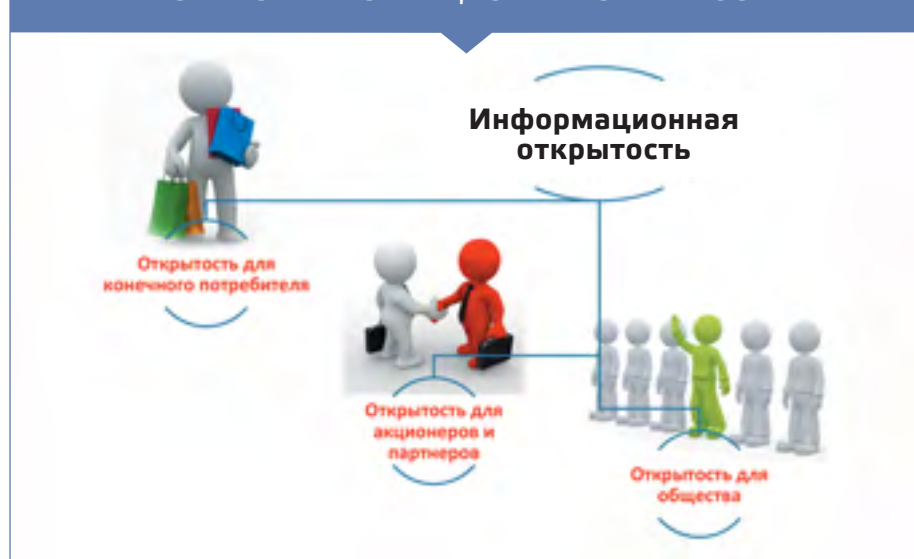 Информационная
открытость
Открытость для
конечного потребителя
Открытость для
акционеров и
партнеров
Открытость для
общества